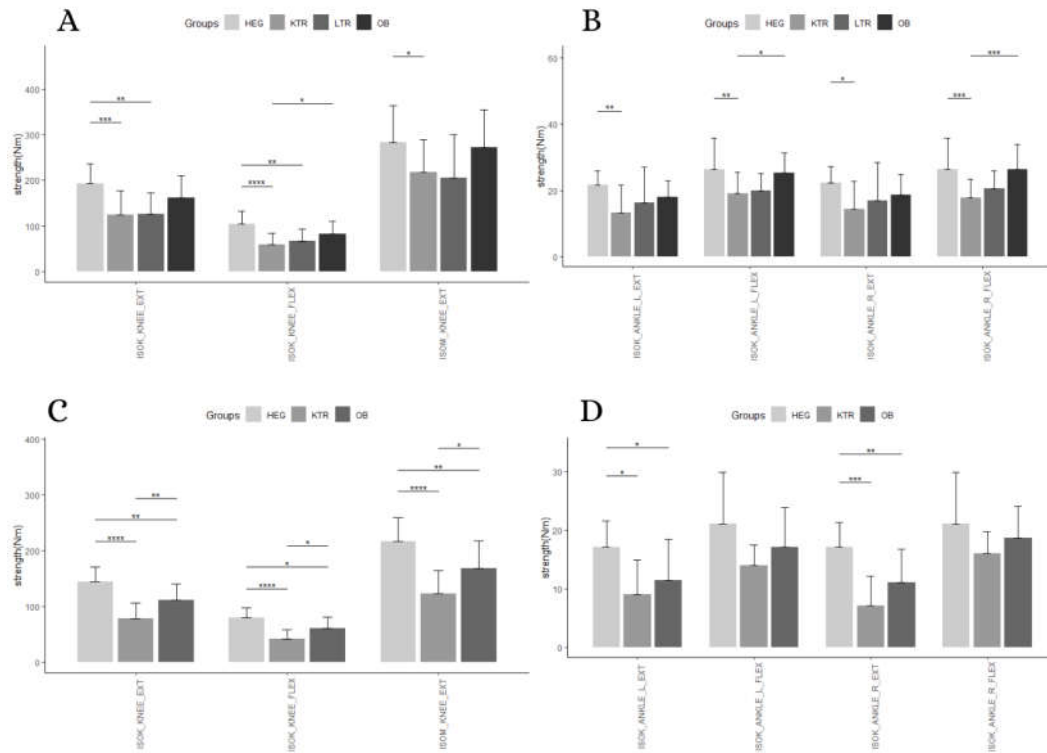 A
Groups HEG KTR LTR OB
strength(Nm)
400
300
200
100
0
*
** 
***
*
**
****
ISOK_KNEE_EXT
ISOK_KNEE_FLEX
ISOM_KNEE_EXT
B
Groups HEG KTR LTR OB
strength(Nm)
60
40
20
0
* ***
*
** ** ***
ISOK_ANKLE_L_EXT
ISOK_ANKLE_L_FLEX
ISOK_ANKLE_R_EXT
ISOK_ANKLE_R_FLEX
C
Groups HEG KTR OB
strength(Nm)
400
300
200
100
0
*
**
****
**
**
****
*
*
****
ISOK_KNEE_EXT
ISOK_KNEE_FLEX
ISOM_KNEE_EXT
D
Groups HEG KTR OB
strength(Nm)
30
20
10
0
*
*
**
***
ISOK_ANKLE_L_EXT
ISOK_ANKLE_L_FLEX
ISOK_ANKLE_R_EXT
ISOK_ANKLE_R_FLEX